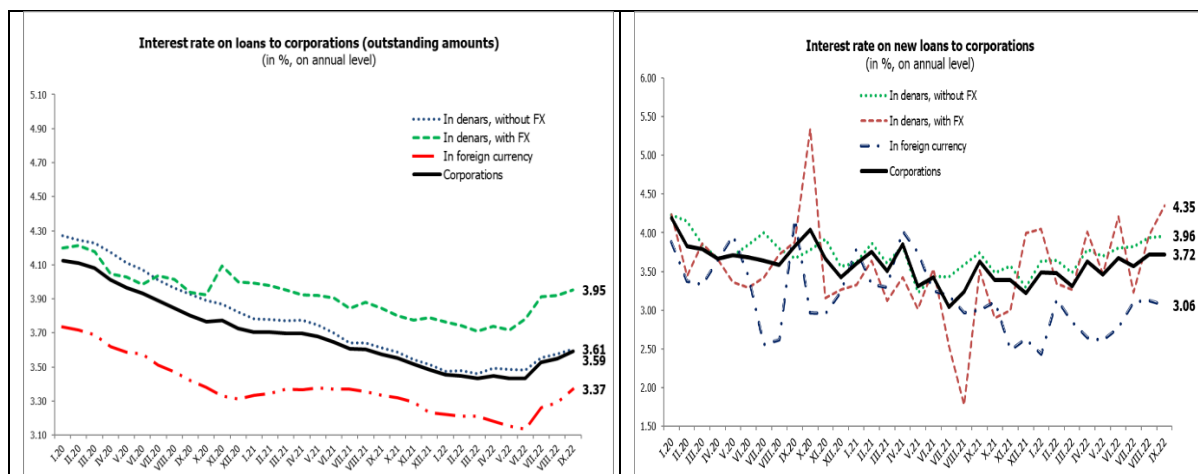 Interest rate on loans to corporations (outstanding amounts)
(in %, on annual level)
5.10
4.90
4.70
4.50
4.30
4.10
3.90
3.70
3.50
3.30
3.10
In denars, without FX
In denars, with FX
In foreign currency
Corporations
3.95
3.61
3.59
3.37
I.20 II.20 III.20 IV.20 V.20 VI.20 VII.20 VIII.20 IX.20 X.20 XI.20 XII.20 I.21 II.21 III.21 IV.21 V.21 VI.21 VII.21 VIII.21 IX.21 X.21 XI.21 XII.21 I.22 II.22 III.22 IV.22 V.22 VI.22 VII.22 VIII.22 IX.22
Interest rate on new loans to corporations
(in %, on annual level)
6.00
5.50
5.00
4.50
4.00
3.50
3.00
2.50
2.00
1.50
In denars, without FX
In denars, with FX
In foreign currency
Corporations
4.35
3.96
3.72
3.06
I.20 II.20 III.20 IV.20 V.20 VI.20 VII.20 VIII.20 IX.20 X.20 XI.20 XII.20 I.21 II.21 III.21 IV.21 V.21 VI.21 VII.21 VIII.21 IX.21 X.21 XI.21 XII.21 I.22 II.22 III.22 IV.22 V.22 VI.22 VII.22 VIII.22 IX.22